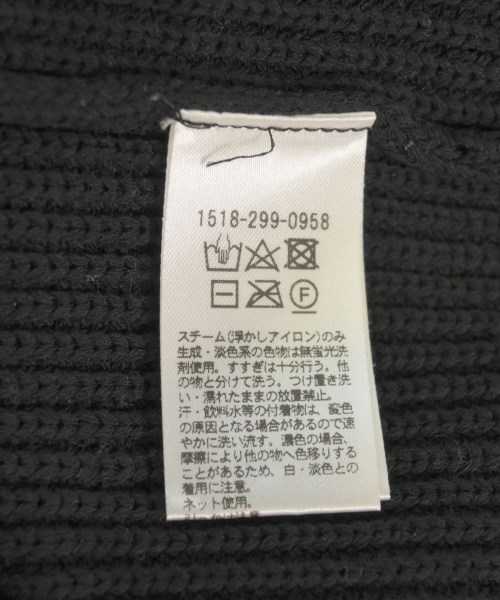 1518-299-0958
F
スチーム(浮かしアイロン)のみ
生成・淡色系の色物は無蛍光洗
剤使用。すすぎは十分行う。他
の物と分けて洗う。つけ置き洗
い・濡れたままの放置禁止。
汗・飲料水等の付着物は、変色
の原因となる場合があるので速
やかに洗い流す。濃色の場合、
摩擦により他の物へ色移りする
ことがあるため、白・淡色との
着用に注意。
ネット使用。